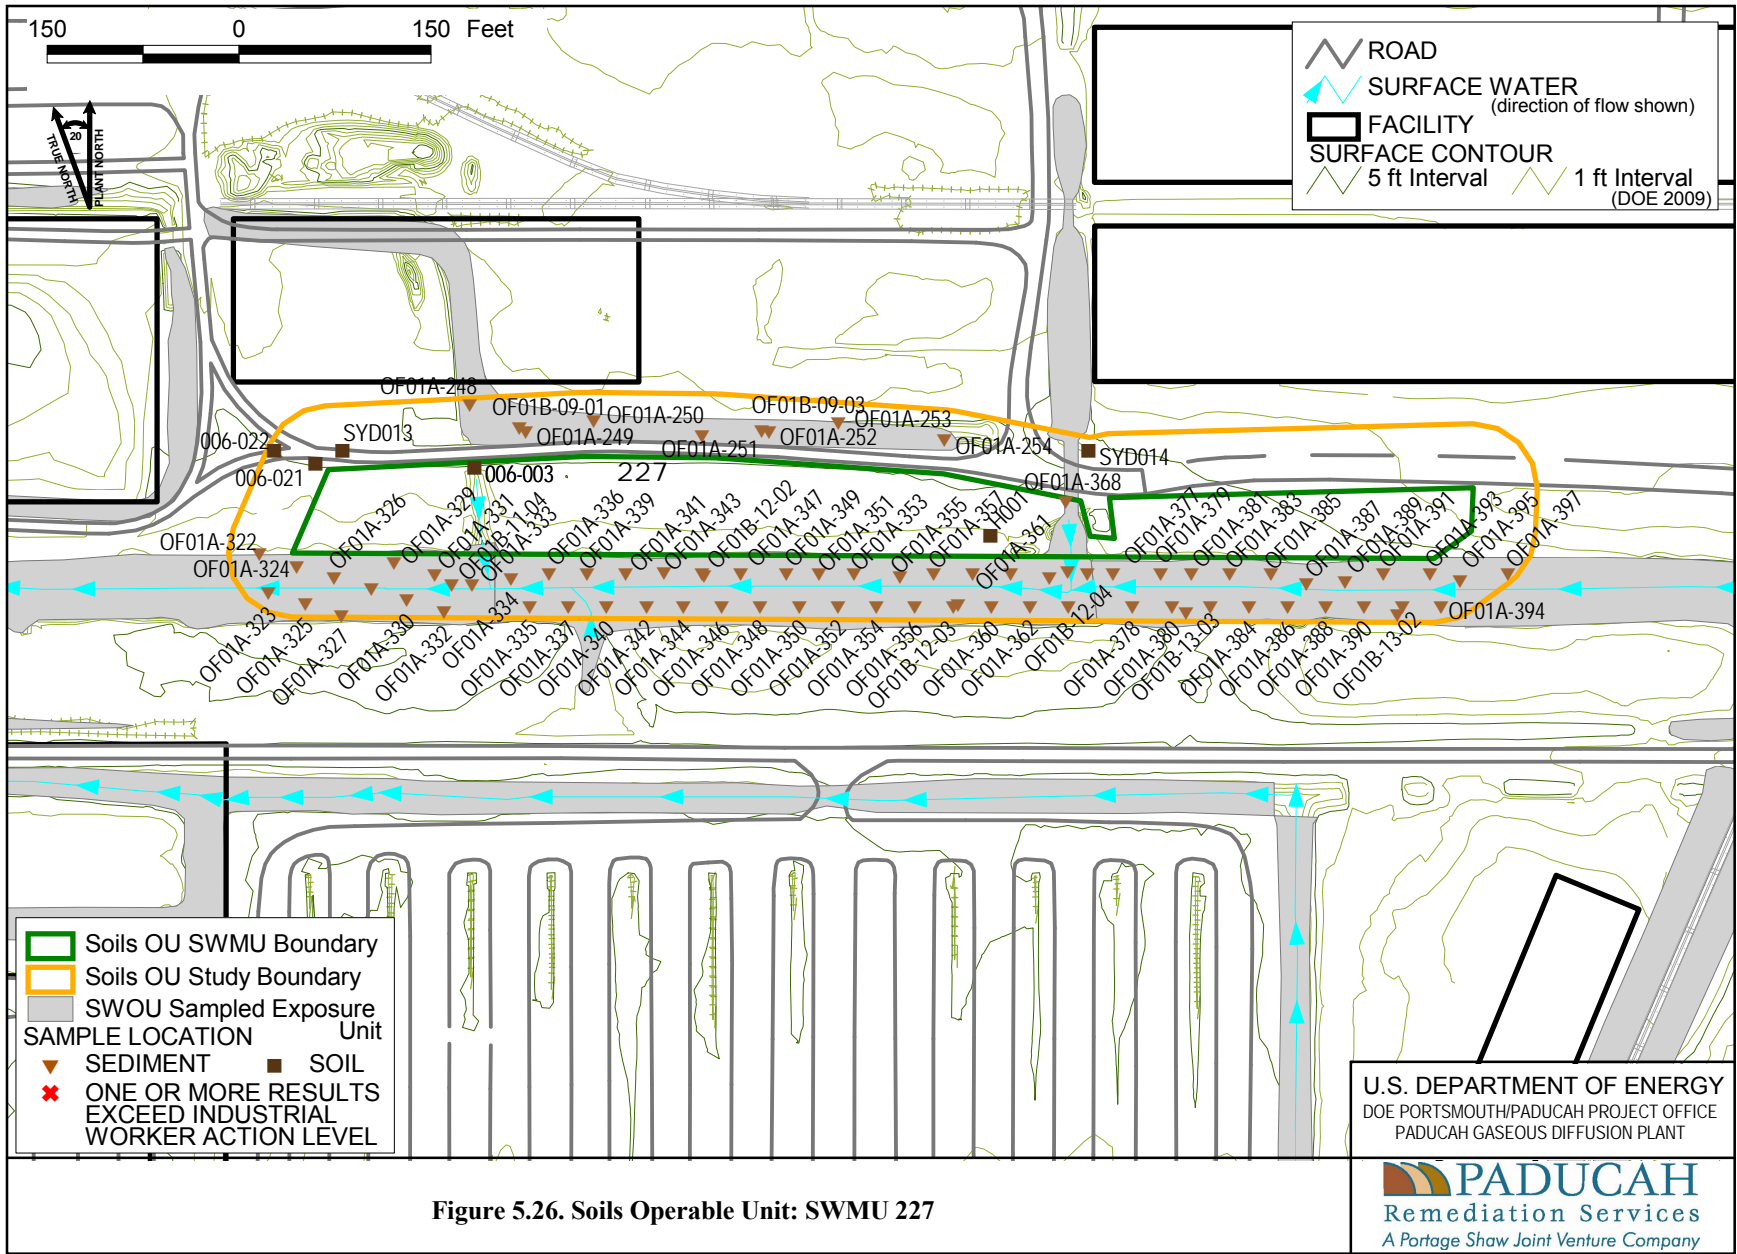 150 0 150 Feet
20
TRUE NORTH
PLANT NORTH
ROAD
SURFACE WATER
(direction of flow shown)
FACILITY
SURFACE CONTOUR
5 ft Interval 1 ft Interval
(DOE 2009)
OF01A-248
OF01B-09-01
OF01A-250
OF01B-09-03
OF01A-253
006-022
SYD013
OF01A-249
OF01A-251
OF01A-252
OF01A-254
SYD014
006-021
006-003
227
OF01A-368
OF01A-322
OF01A-324
OF01A-326
OF01A-329
OF01A-331
OF01B-11-04
OF01A-333
OF01A-336
OF01A-339
OF01A-341
OF01A-343
OF01B-12-02
OF01A-347
OF01A-349
OF01A-351
OF01A-353
OF01A-355
OF01A-357
H001
OF01A-361
OF01A-377
OF01A-379
OF01A-381
OF01A-383
OF01A-385
OF01A-387
OF01A-389
OF01A-391
OF01A-393
OF01A-395
OF01A-397
OF01A-323
OF01A-325
OF01A-327
OF01A-330
OF01A-332
OF01A-334
OF01A-335
OF01A-337
OF01A-340
OF01A-342
OF01A-344
OF01A-346
OF01A-348
OF01A-350
OF01A-352
OF01A-354
OF01A-356
OF01B-12-03
OF01A-360
OF01A-362
OF01B-12-04
OF01A-378
OF01A-380
OF01B-13-03
OF01A-384
OF01A-386
OF01A-388
OF01A-390
OF01B-13-02
OF01A-394
Soils OU SWMU Boundary
Soils OU Study Boundary
SWOU Sampled Exposure
Unit
SAMPLE LOCATION
SEDIMENT SOIL
ONE OR MORE RESULTS
EXCEED INDUSTRIAL
WORKER ACTION LEVEL
U.S. DEPARTMENT OF ENERGY
DOE PORTSMOUTH/PADUCAH PROJECT OFFICE
PADUCAH GASEOUS DIFFUSION PLANT
Figure 5.26. Soils Operable Unit: SWMU 227
PADUCAH
Remediation Services
A Portage Shaw Joint Venture Company